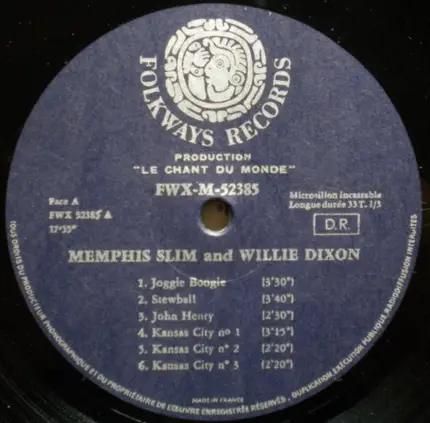 FOLKWAYS RECORDS
PRODUCTION
"LE CHANT DU MONDE"
FWX-M-52385
Face A
FWX 52385 A
17'55"
Microsillon incassable
Longue durée 33 T. 1/3
D.R.
MEMPHIS SLIM and WILLIE DIXON
1. Joggie Boogie (3'30")
2. Stewball (3'40")
3. John Henry (2'30")
4. Kansas City nº 1 (3'15")
5. Kansas City nº 2 (2'20")
6. Kansas City nº 3 (2'20")
MADE IN FRANCE
TOUS DROITS DU PRODUCTEUR PHONOGRAPHIQUE ET DU PROPRIÉTAIRE DE L'ŒUVRE ENREGISTRÉE RÉSERVÉS. DUPLICATION EXÉCUTION PUBLIQUE RADIODIFFUSION INTERDITES